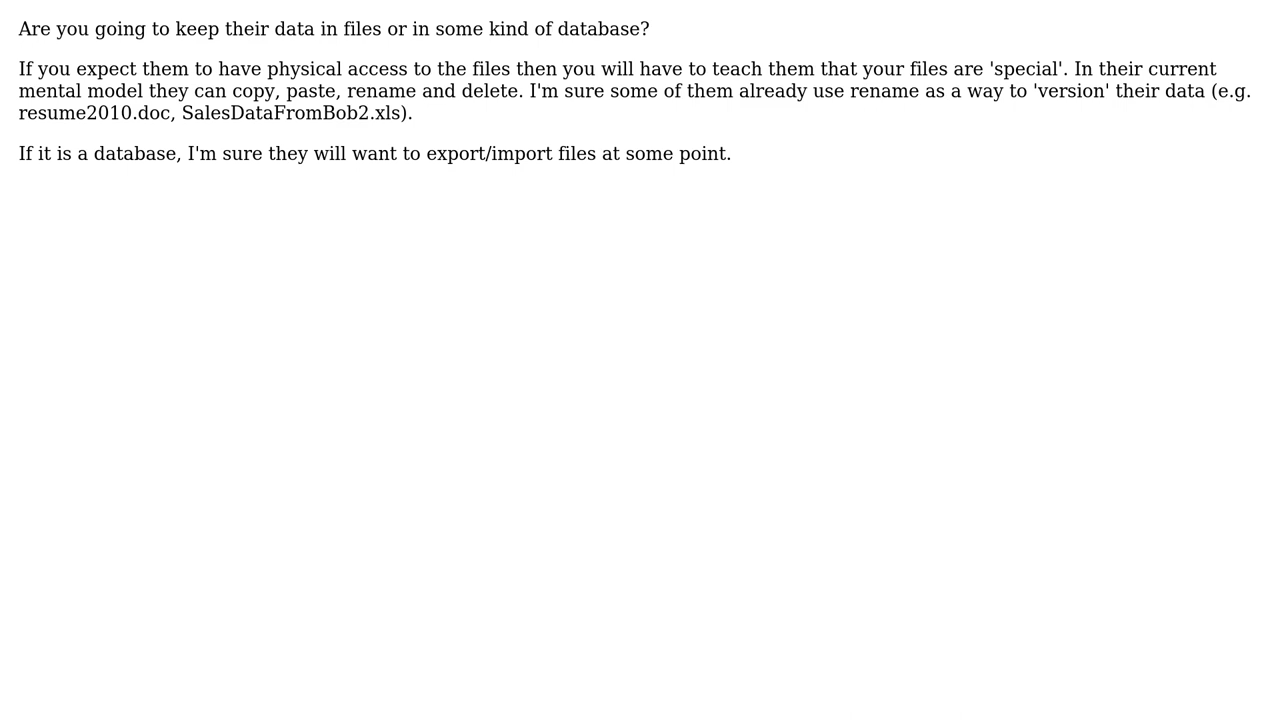 Are you going to keep their data in files or in some kind of database?
If you expect them to have physical access to the files then you will have to teach them that your files are 'special'. In their current
mental model they can copy, paste, rename and delete. I'm sure some of them already use rename as a way to 'version' their data (e.g.
resume2010.doc, SalesDataFromBob2.xls).
If it is a database, I'm sure they will want to export/import files at some point.